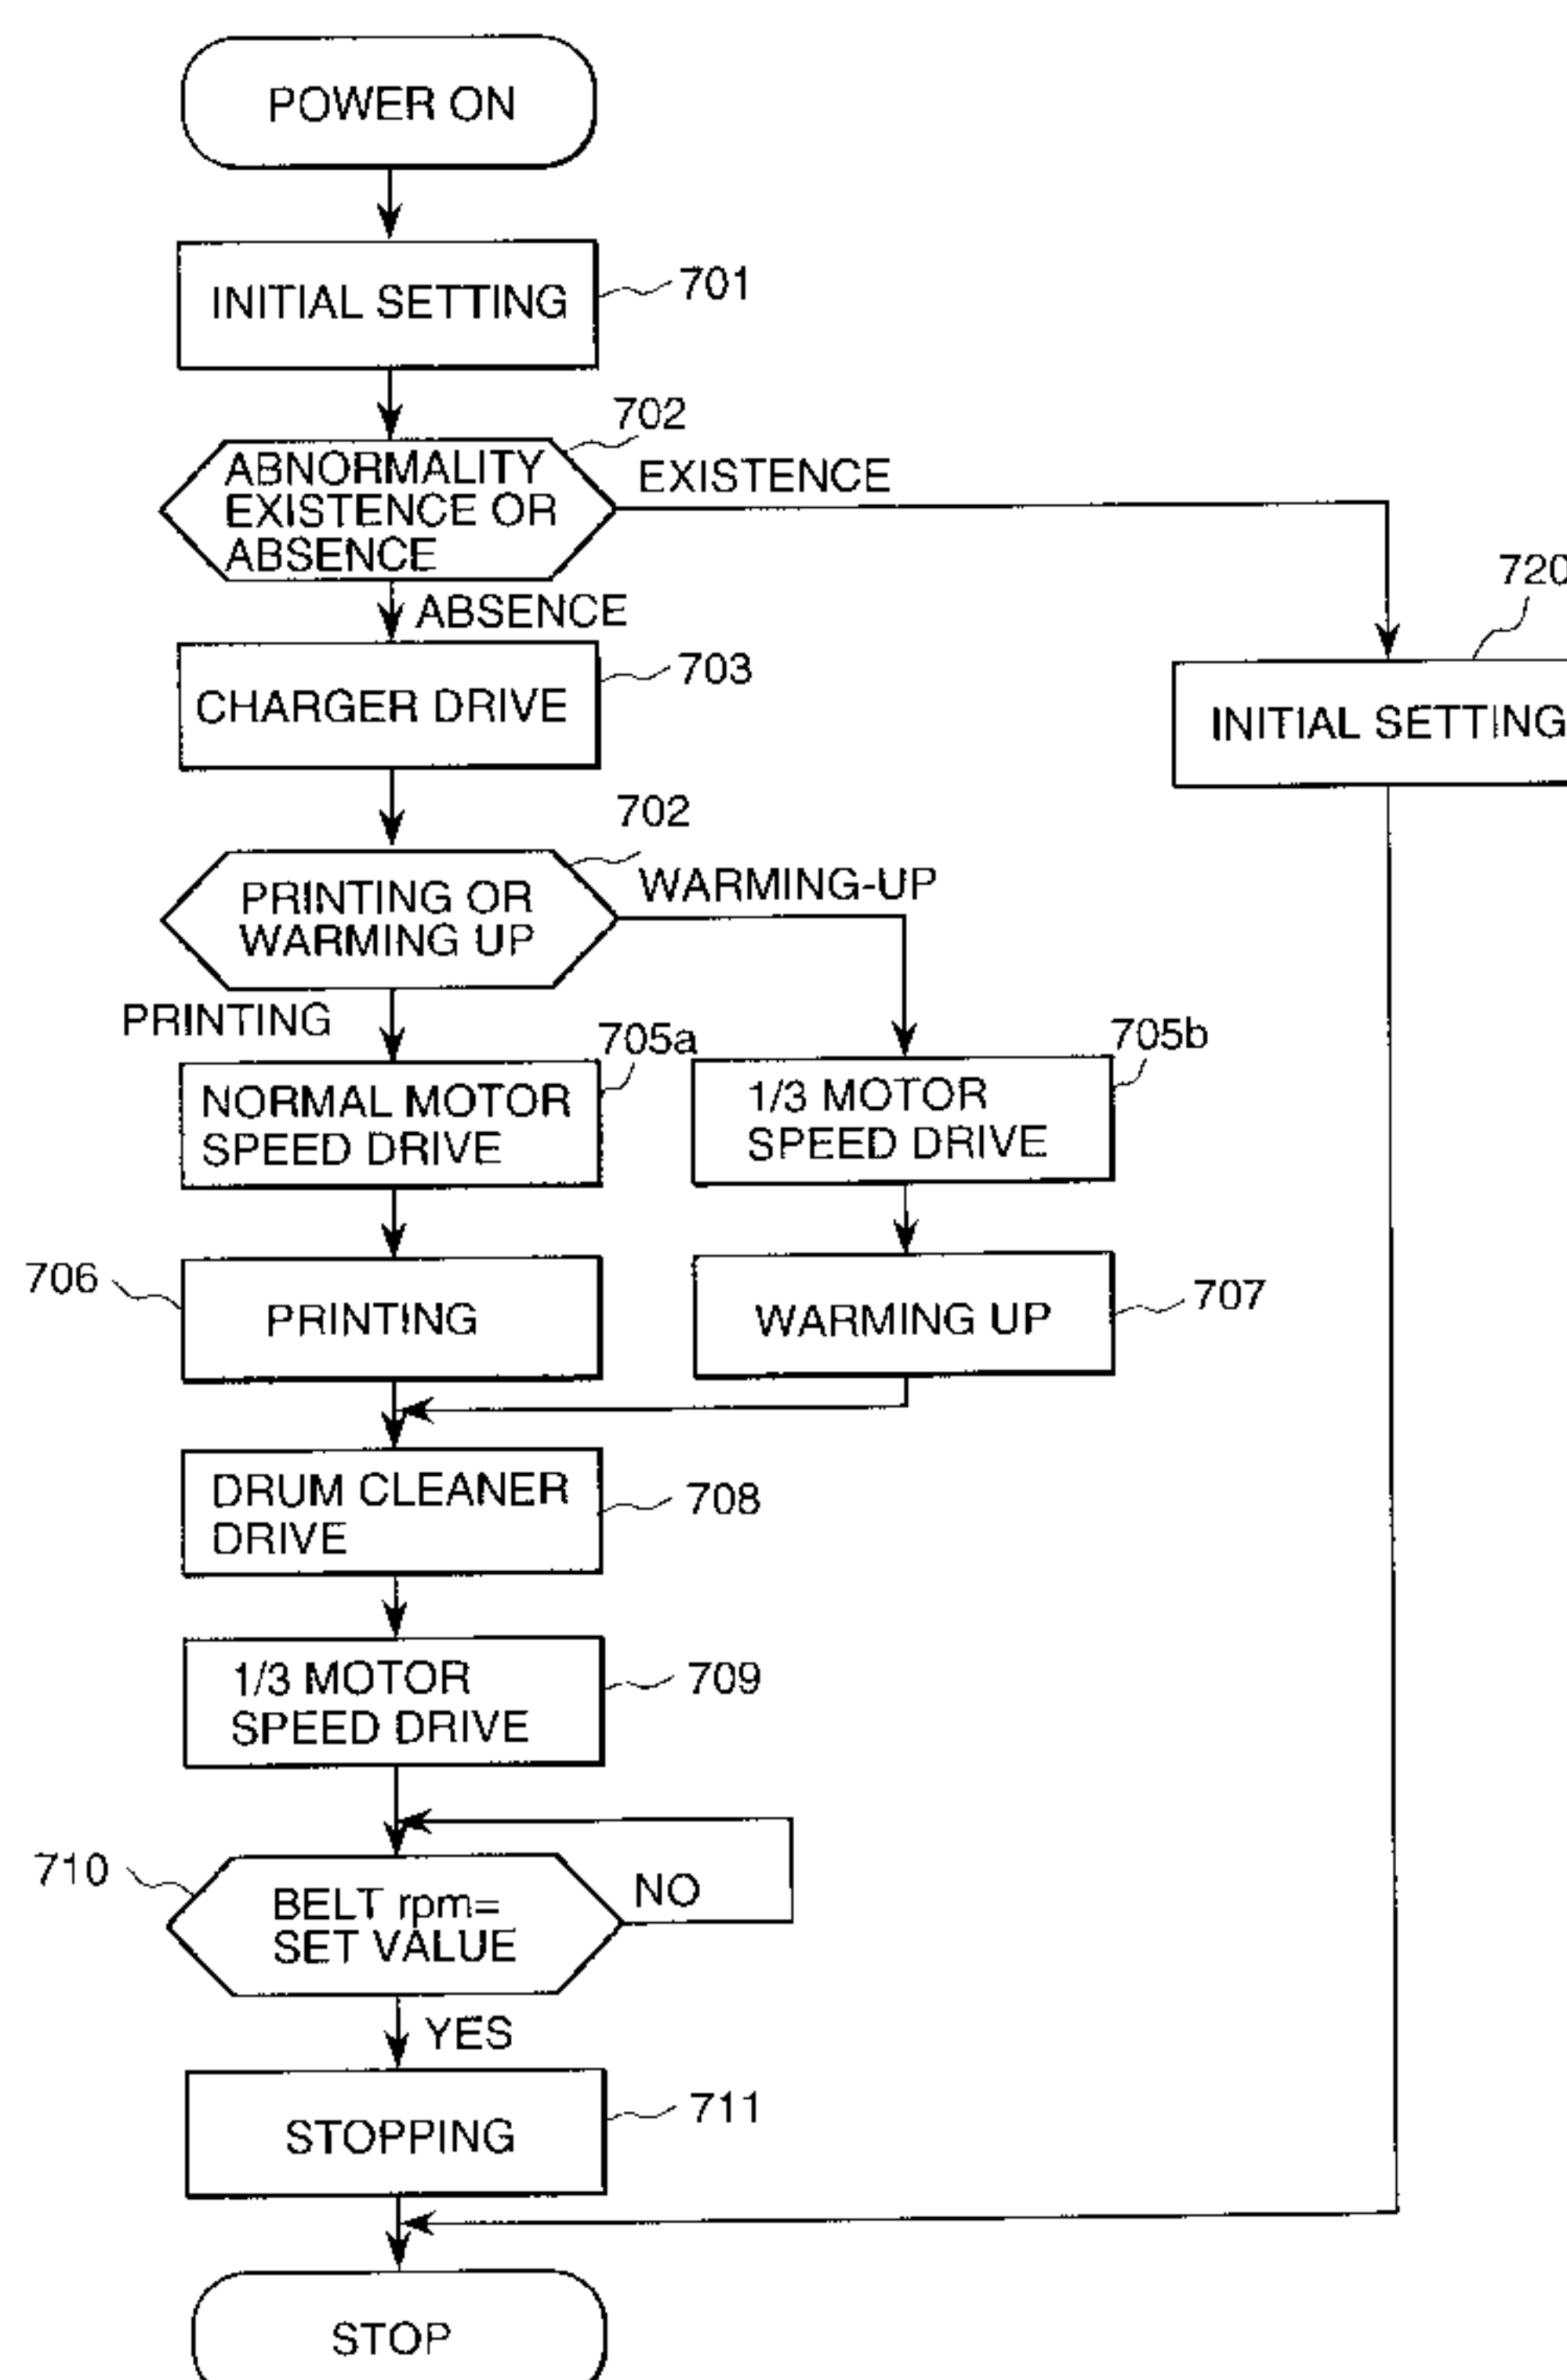 POWER ON
INITIAL SETTING
701
702
ABNORMALITY
EXISTENCE OR
ABSENCE
EXISTENCE
ABSENCE
720
INITIAL SETTING
CHARGER DRIVE
703
702
PRINTING OR
WARMING UP
WARMING-UP
PRINTING
705a
NORMAL MOTOR
SPEED DRIVE
705b
1/3 MOTOR
SPEED DRIVE
706
PRINTING
WARMING UP
707
DRUM CLEANER
DRIVE
708
1/3 MOTOR
SPEED DRIVE
709
710
BELT rpm=
SET VALUE
NO
YES
STOPPING
711
STOP